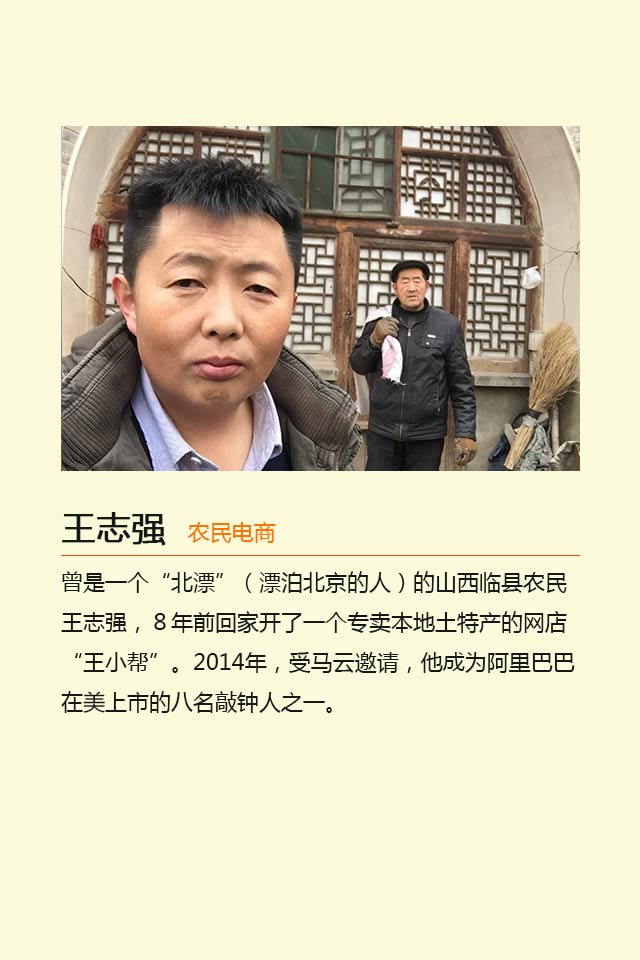 王志强 农民电商
曾是一个“北漂”（漂泊北京的人）的山西临县农民
王志强，８年前回家开了一个专卖本地土特产的网店
“王小帮”。2014年，受马云邀请，他成为阿里巴巴
在美上市的八名敲钟人之一。